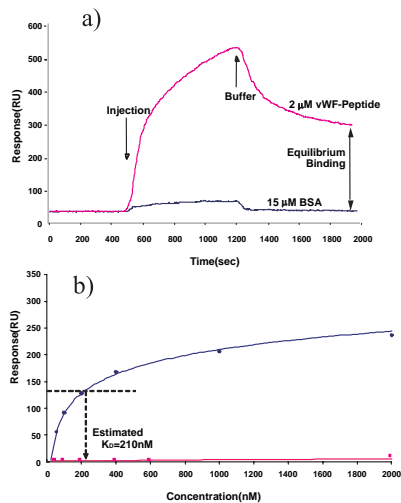 a)
Response(RU)
600
500
400
300
200
100
0
Injection
Buffer
2 µM vWF-Peptide
Equilibrium
Binding
15 µM BSA
0 200 400 600 800 1000 1200 1400 1600 1800 2000
Time(sec)
b)
Response(RU)
350
300
250
200
150
100
50
0
Estimated
KD=210nM
0 200 400 600 800 1000 1200 1400 1600 1800 2000
Concentration(nM)